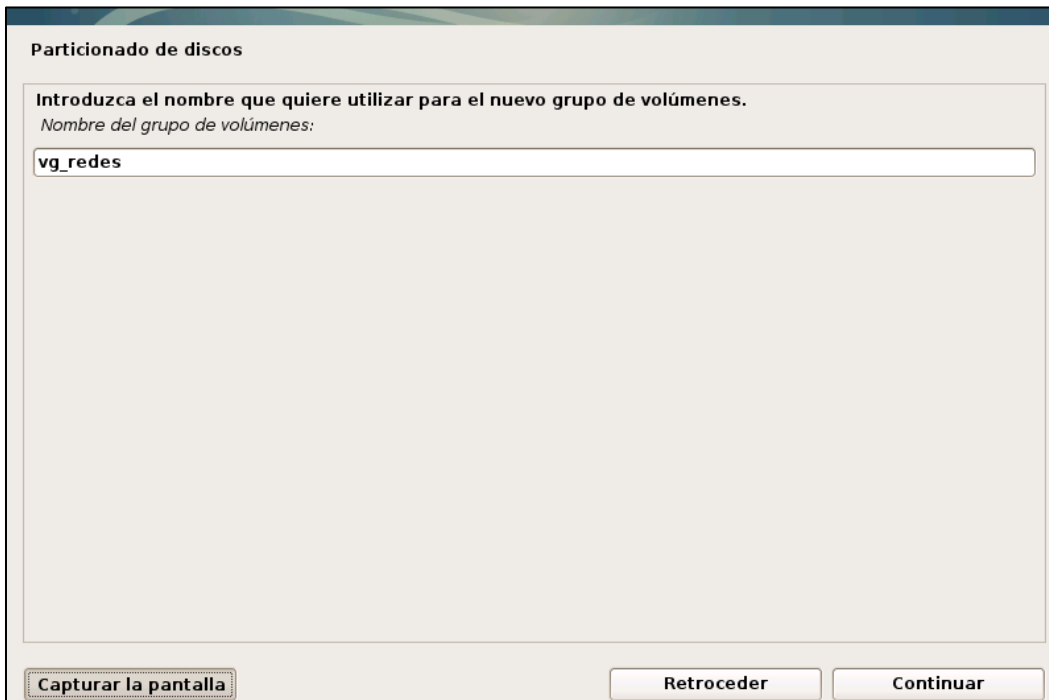 Particionado de discos
Introduzca el nombre que quiere utilizar para el nuevo grupo de volúmenes.
Nombre del grupo de volúmenes:
vg_redes
Capturar la pantalla
Retroceder
Continuar